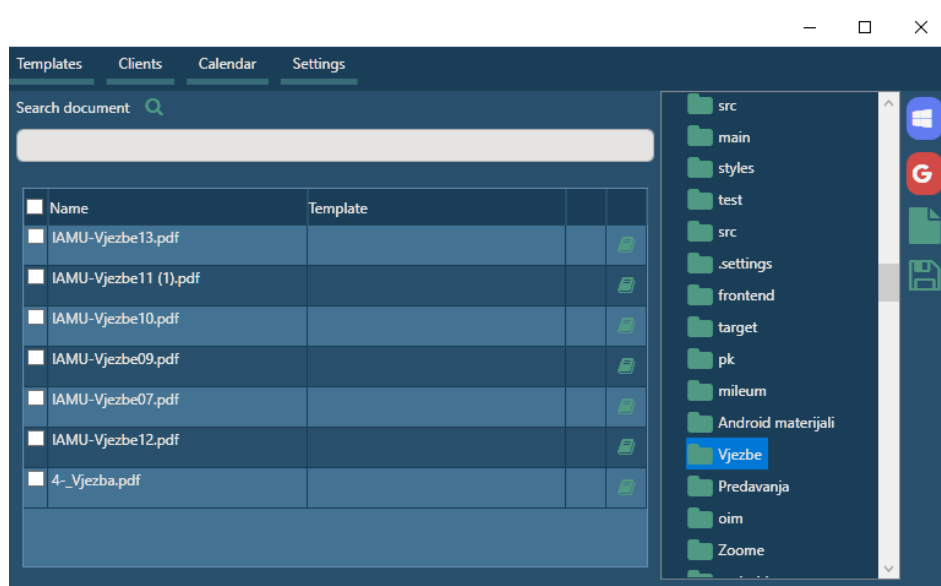 Templates Clients Calendar Settings
Search document
Name Template
IAMU-Vjezbe13.pdf
IAMU-Vjezbe11 (1).pdf
IAMU-Vjezbe10.pdf
IAMU-Vjezbe09.pdf
IAMU-Vjezbe07.pdf
IAMU-Vjezbe12.pdf
4-_Vjezba.pdf
src
main
styles
test
src
.settings
frontend
target
pk
mileum
Android materijali
Vjezbe
Predavanja
oim
Zoome
G